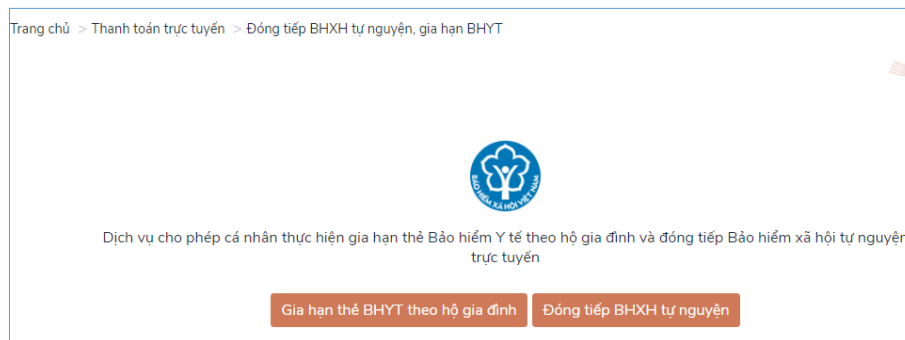 Trang chủ > Thanh toán trực tuyến > Đóng tiếp BHXH tự nguyện, gia hạn BHYT
BẢO HIỂM XÃ HỘI VIỆT NAM
Dịch vụ cho phép cá nhân thực hiện gia hạn thẻ Bảo hiểm Y tế theo hộ gia đình và đóng tiếp Bảo hiểm xã hội tự nguyện
trực tuyến
Gia hạn thẻ BHYT theo hộ gia đình Đóng tiếp BHXH tự nguyện